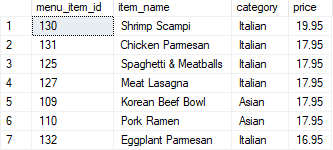 menu_item_id item_name category price
1 130 Shrimp Scampi Italian 19.95
2 131 Chicken Parmesan Italian 17.95
3 125 Spaghetti & Meatballs Italian 17.95
4 127 Meat Lasagna Italian 17.95
5 109 Korean Beef Bowl Asian 17.95
6 110 Pork Ramen Asian 17.95
7 132 Eggplant Parmesan Italian 16.95